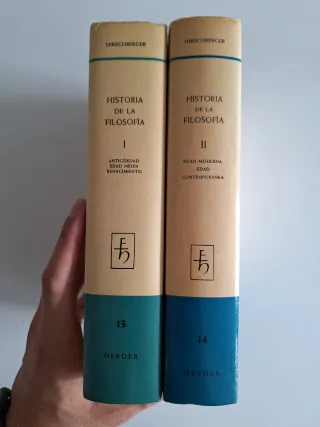 HIRSCHBERGER
HISTORIA
DE LA
FILOSOFÍA
I
ANTIGÜEDAD
EDAD MEDIA
RENACIMIENTO
13
HERDER
HIRSCHBERGER
HISTORIA
DE LA
FILOSOFÍA
II
EDAD MODERNA
EDAD
CONTEMPORÁNEA
14
HERDER